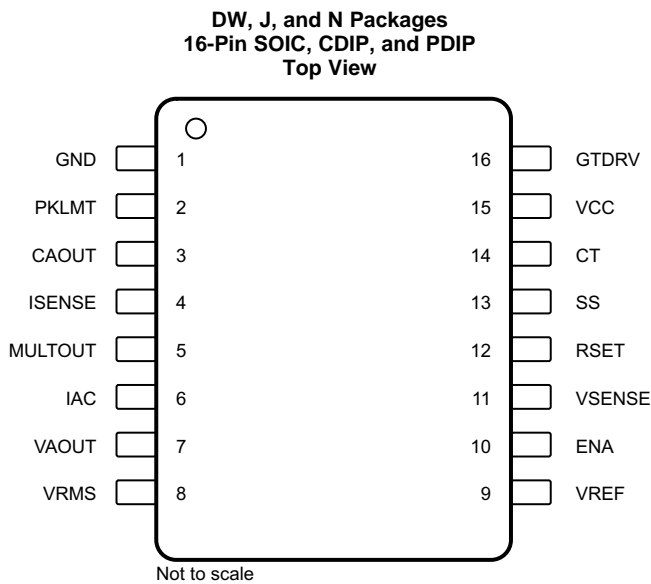 DW, J, and N Packages
16-Pin SOIC, CDIP, and PDIP
Top View
GND 1 16 GTDRV
PKLMT 2 15 VCC
CAOUT 3 14 CT
ISENSE 4 13 SS
MULTOUT 5 12 RSET
IAC 6 11 VSENSE
VAOUT 7 10 ENA
VRMS 8 9 VREF
Not to scale